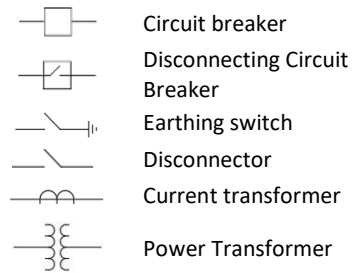 Circuit breaker
Disconnecting Circuit
Breaker
Earthing switch
Disconnector
Current transformer
Power Transformer